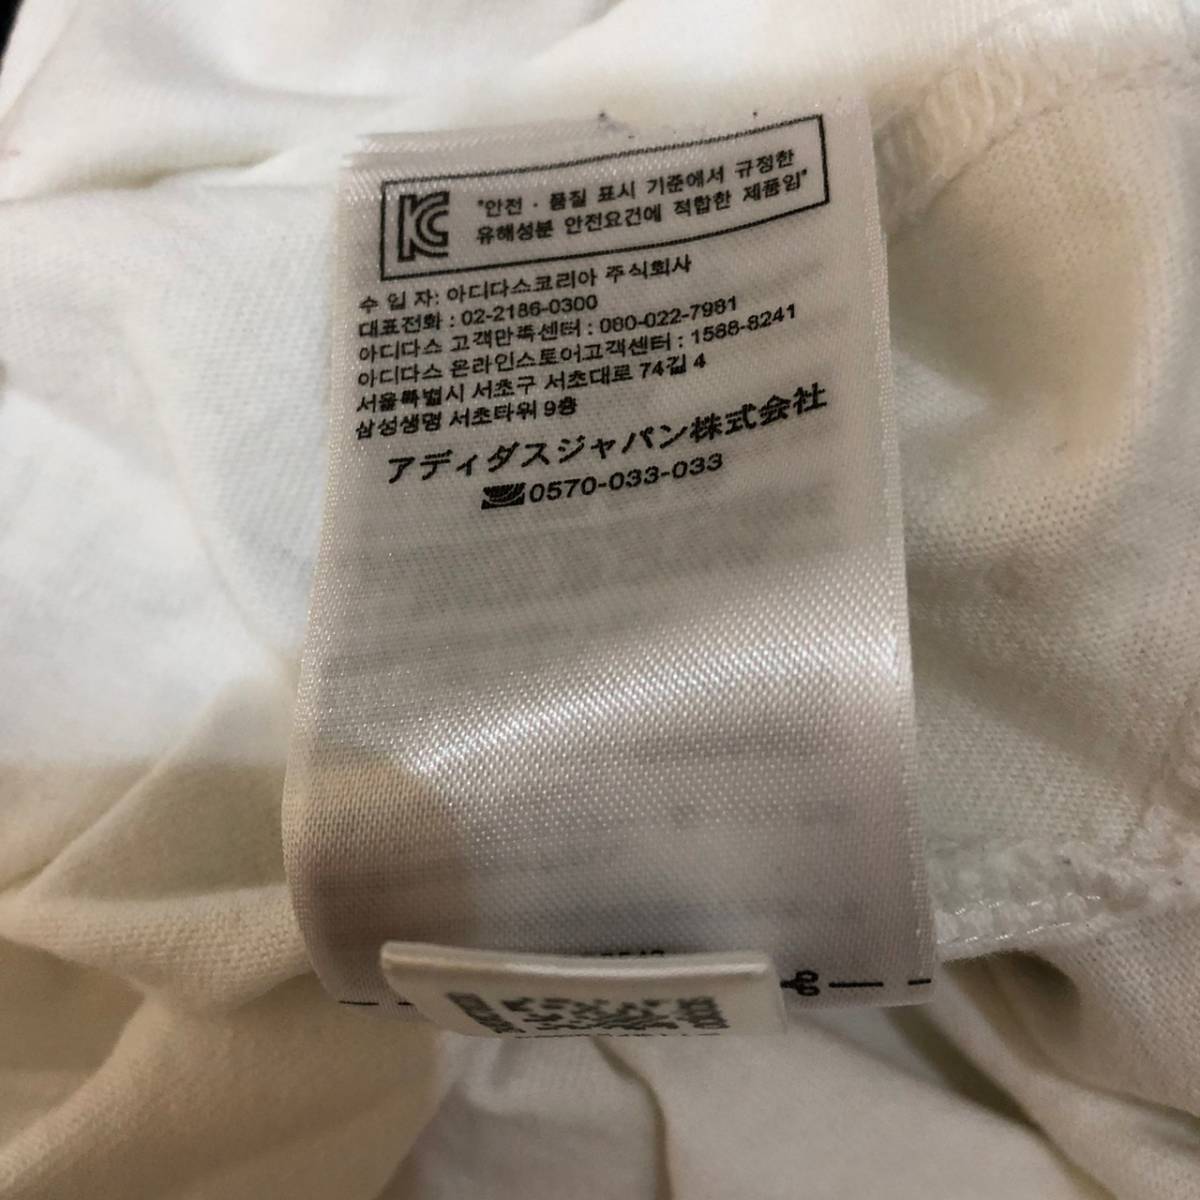 KC
"안전 · 품질 표시 기준에서 규정한
유해성분 안전요건에 적합한 제품임"
수 입 자: 아디다스코리아 주식회사
대표전화 : 02-2186-0300
아디다스 고객만족센터 : 080-022-7981
아디다스 온라인스토어고객센터 : 1588-8241
서울특별시 서초구 서초대로 74길 4
삼성생명 서초타워 9층
アディダスジャパン株式会社
0570-033-033